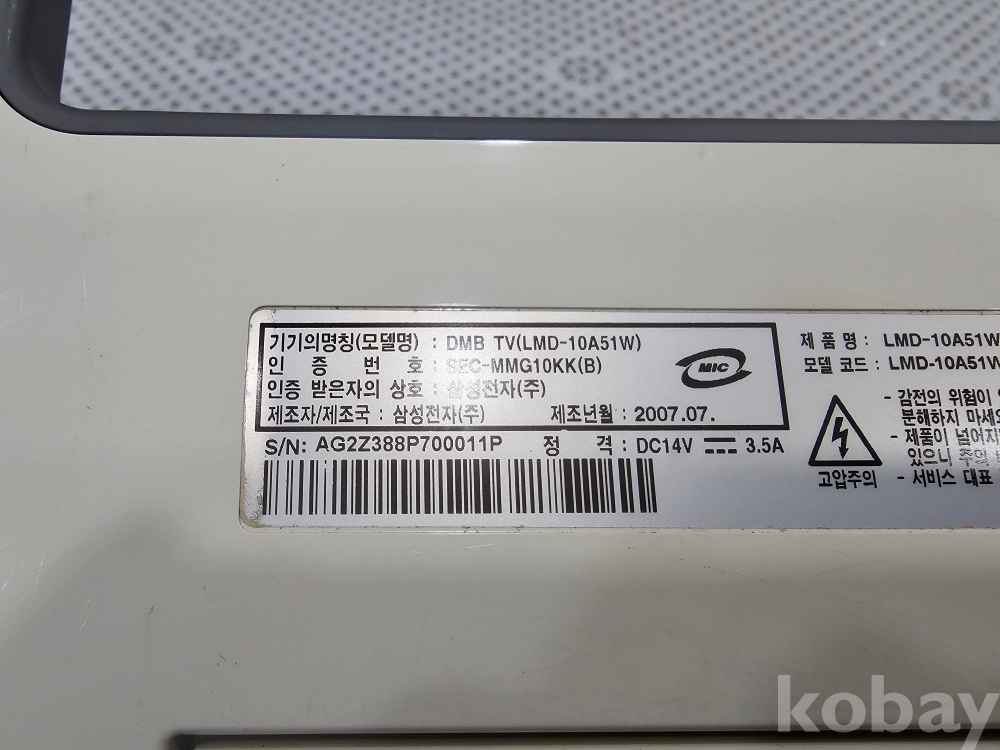 기기의명칭(모델명) : DMB TV(LMD-10A51W)
인 증 번 호 : SEC-MMG10KK(B)
인증 받은자의 상호 : 삼성전자(주)
제조자/제조국 : 삼성전자(주) 제조년월 : 2007.07.
MIC
S/N: AG2Z388P700011P 정 격 : DC14V ⎓ 3.5A
제 품 명 : LMD-10A51W
모델 코드 : LMD-10A51W
고압주의
- 감전의 위험이
분해하지 마세요
- 제품이 넘어지
있으니 주의
- 서비스 대표
kobay